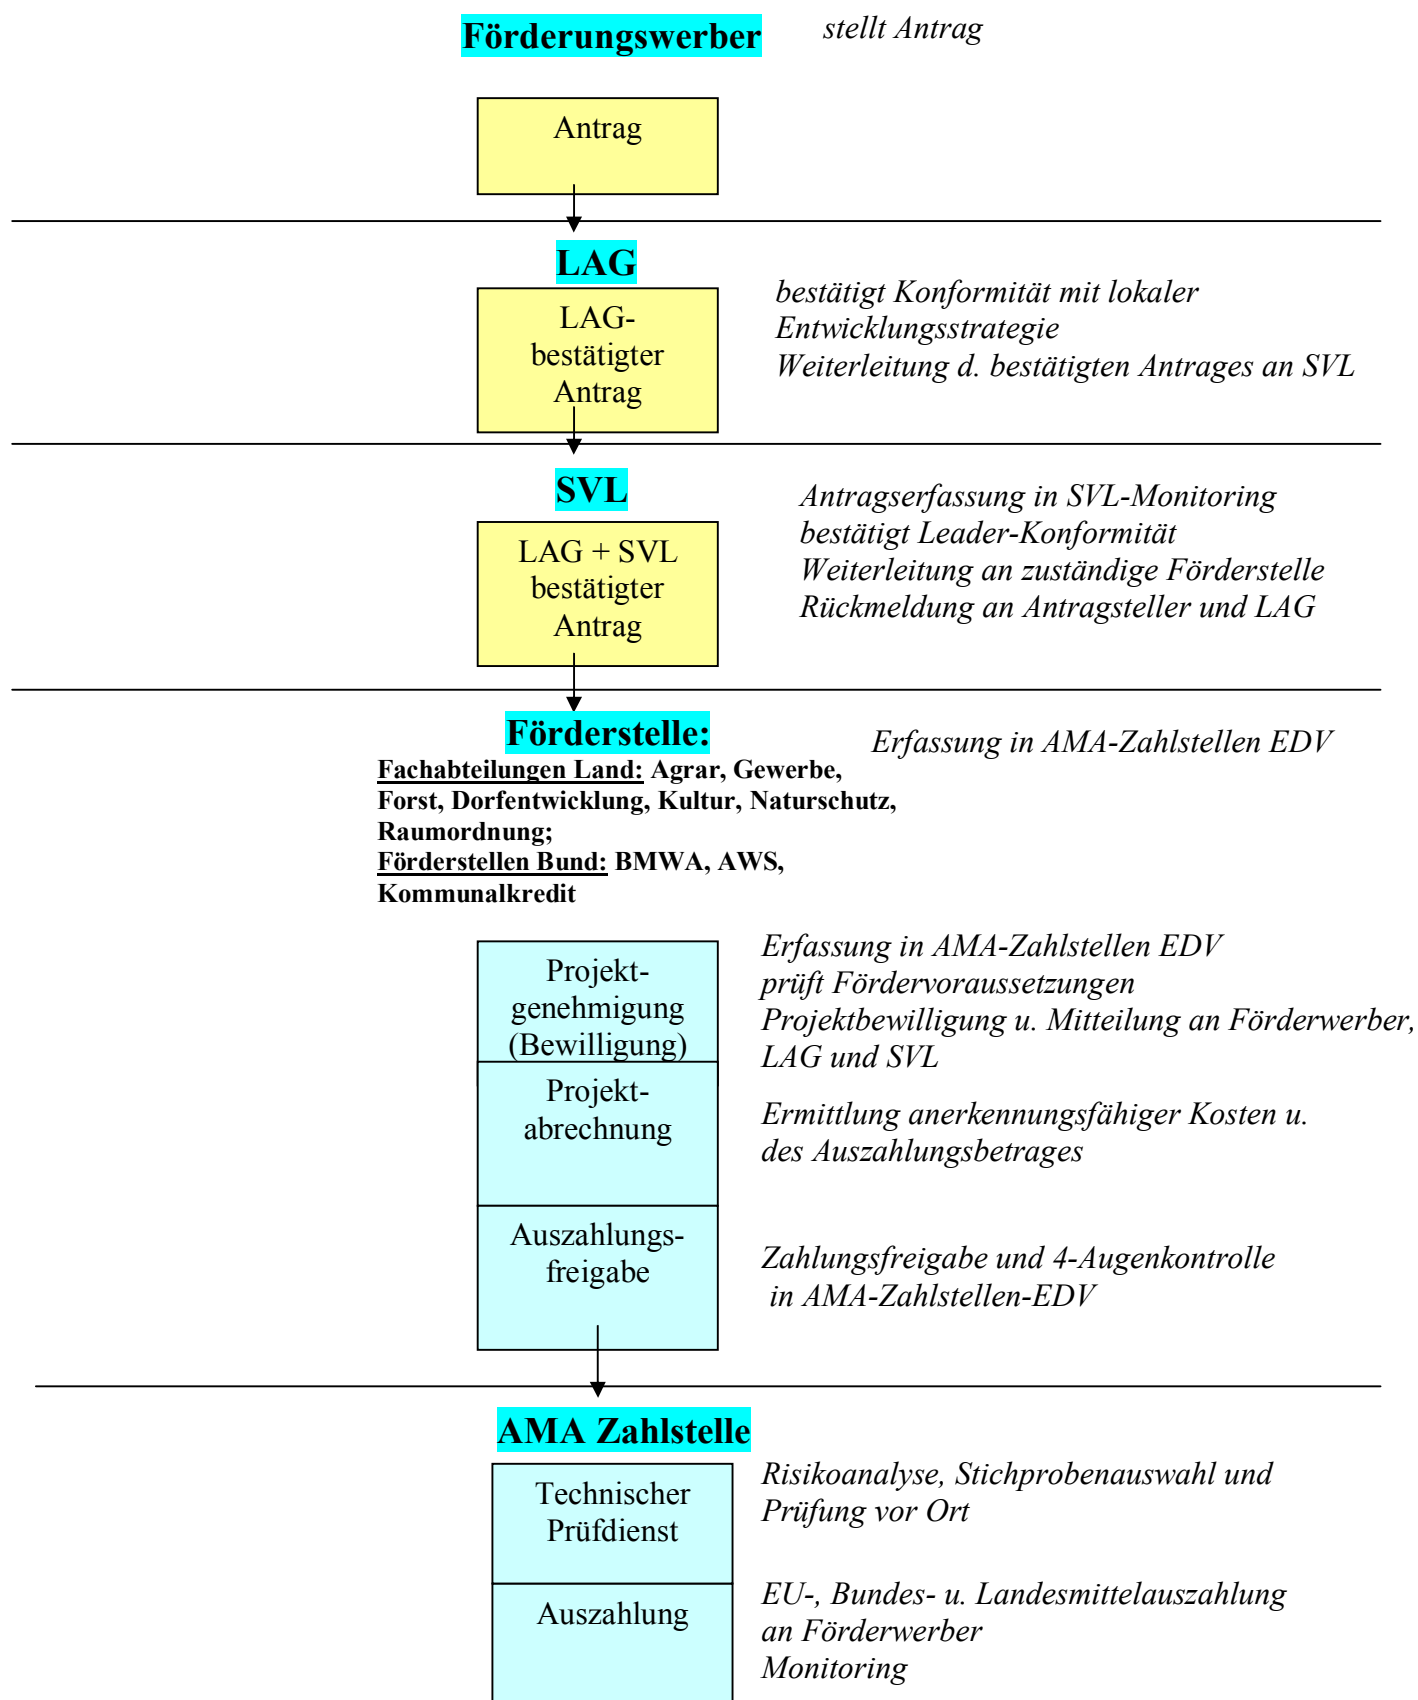 Förderungswerber
stellt Antrag
Antrag
LAG
LAG-
bestätigter
Antrag
bestätigt Konformität mit lokaler
Entwicklungsstrategie
Weiterleitung d. bestätigten Antrages an SVL
SVL
LAG + SVL
bestätigter
Antrag
Antragserfassung in SVL-Monitoring
bestätigt Leader-Konformität
Weiterleitung an zuständige Förderstelle
Rückmeldung an Antragsteller und LAG
Förderstelle:
Erfassung in AMA-Zahlstellen EDV
Fachabteilungen Land: Agrar, Gewerbe,
Forst, Dorfentwicklung, Kultur, Naturschutz,
Raumordnung;
Förderstellen Bund: BMWA, AWS,
Kommunalkredit
Projekt-
genehmigung
(Bewilligung)
Erfassung in AMA-Zahlstellen EDV
prüft Fördervoraussetzungen
Projektbewilligung u. Mitteilung an Förderwerber,
LAG und SVL
Projekt-
abrechnung
Ermittlung anerkennungsfähiger Kosten u.
des Auszahlungsbetrages
Auszahlungs-
freigabe
Zahlungsfreigabe und 4-Augenkontrolle
in AMA-Zahlstellen-EDV
AMA Zahlstelle
Technischer
Prüfdienst
Risikoanalyse, Stichprobenauswahl und
Prüfung vor Ort
Auszahlung
EU-, Bundes- u. Landesmittelauszahlung
an Förderwerber
Monitoring